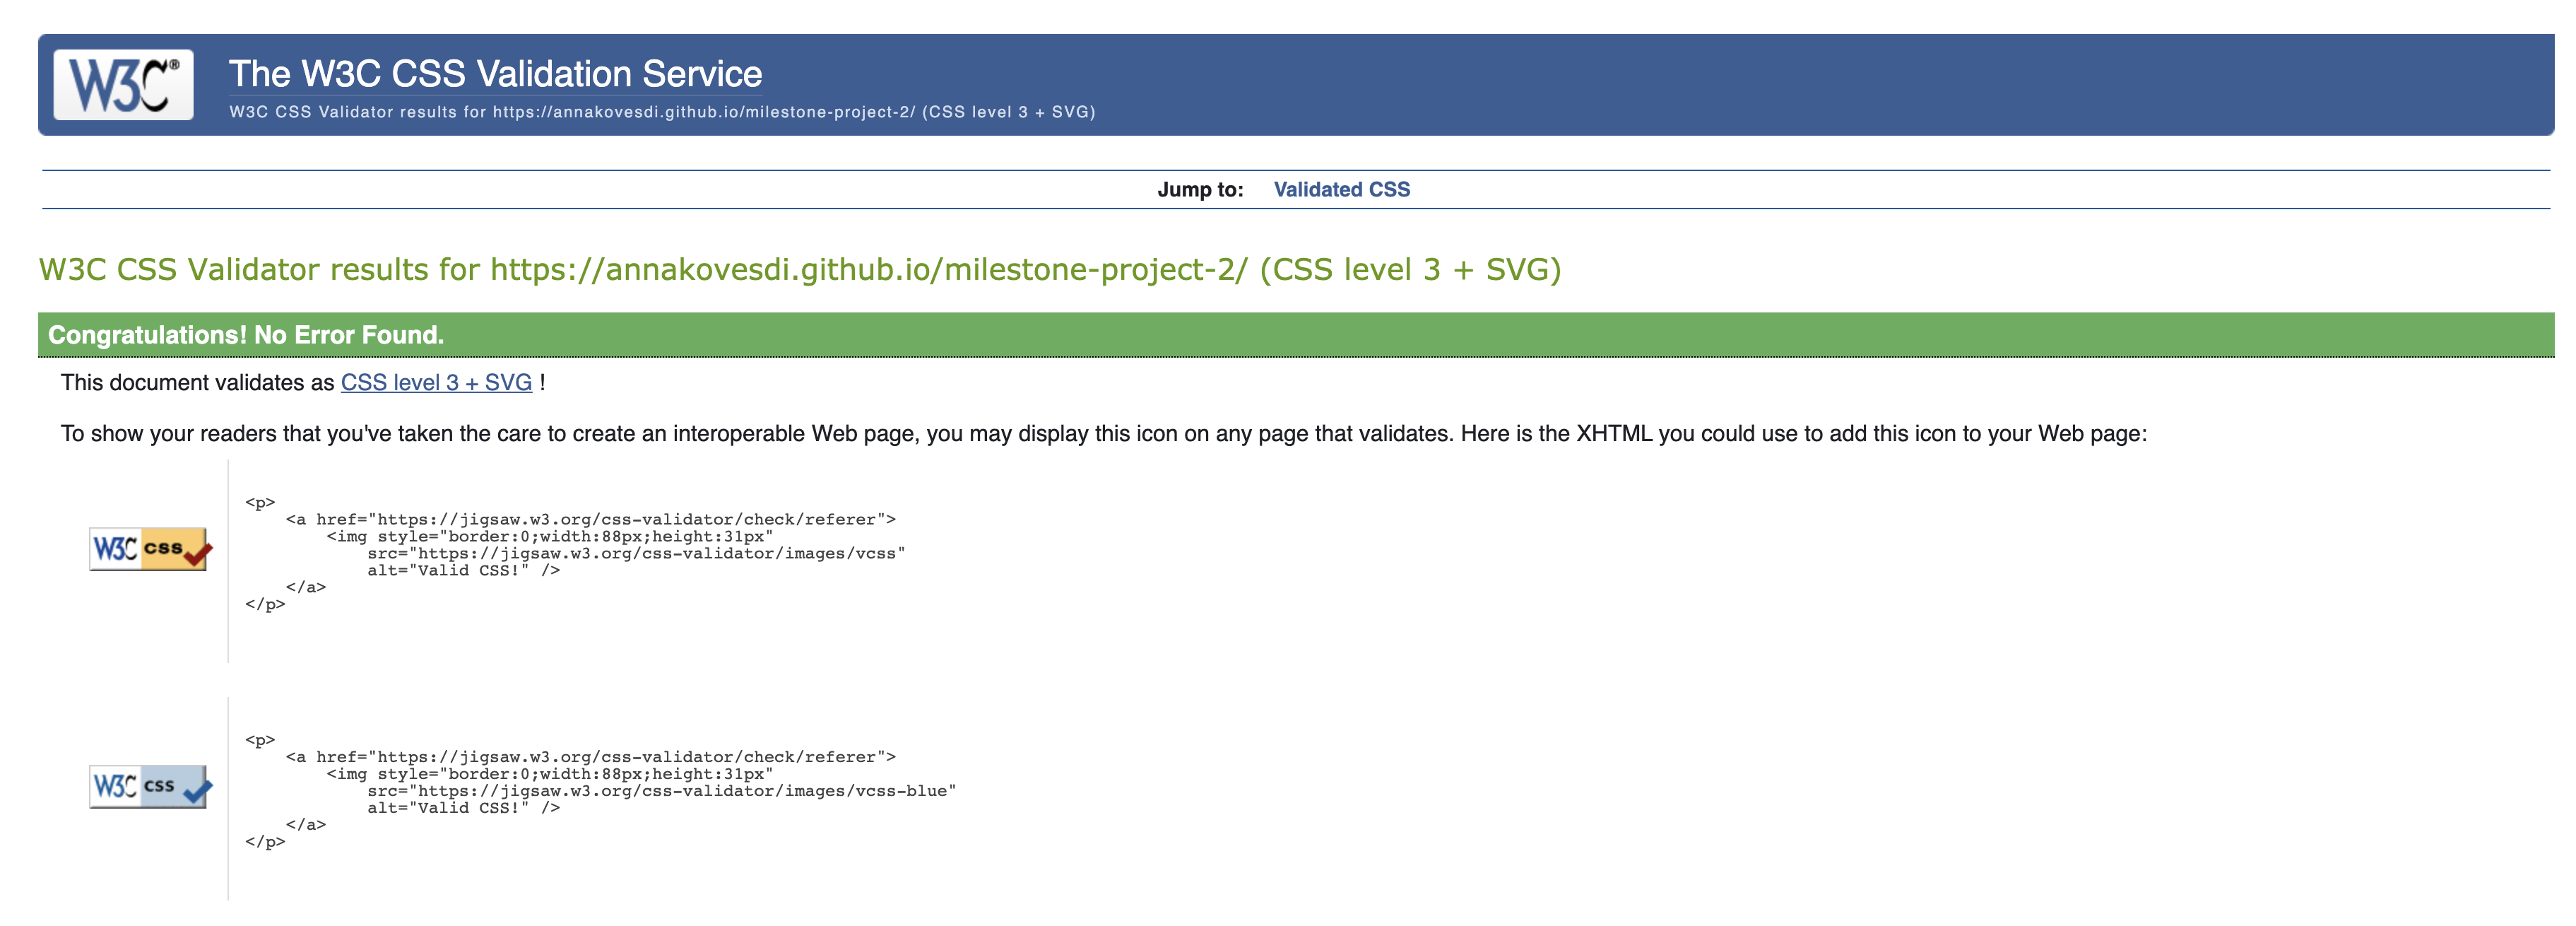 W3C®
The W3C CSS Validation Service
W3C CSS Validator results for https://annakovesdi.github.io/milestone-project-2/ (CSS level 3 + SVG)
Jump to: Validated CSS
W3C CSS Validator results for https://annakovesdi.github.io/milestone-project-2/ (CSS level 3 + SVG)
Congratulations! No Error Found.
This document validates as CSS level 3 + SVG !
To show your readers that you've taken the care to create an interoperable Web page, you may display this icon on any page that validates. Here is the XHTML you could use to add this icon to your Web page:
W3C css
<p>
    <a href="https://jigsaw.w3.org/css-validator/check/referer">
        <img style="border:0;width:88px;height:31px"
            src="https://jigsaw.w3.org/css-validator/images/vcss"
            alt="Valid CSS!" />
    </a>
</p>
W3C css
<p>
    <a href="https://jigsaw.w3.org/css-validator/check/referer">
        <img style="border:0;width:88px;height:31px"
            src="https://jigsaw.w3.org/css-validator/images/vcss-blue"
            alt="Valid CSS!" />
    </a>
</p>